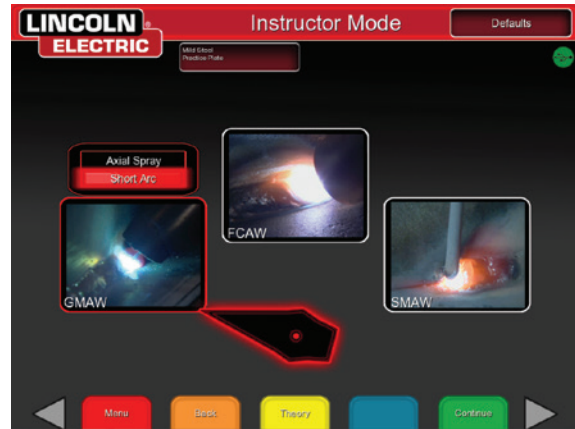 LINCOLN
ELECTRIC
Instructor Mode
Defaults
Mild Steel
Practice Plate
Axial Spray
Short Arc
GMAW
FCAW
SMAW
Menu
Back
Theory
Continue